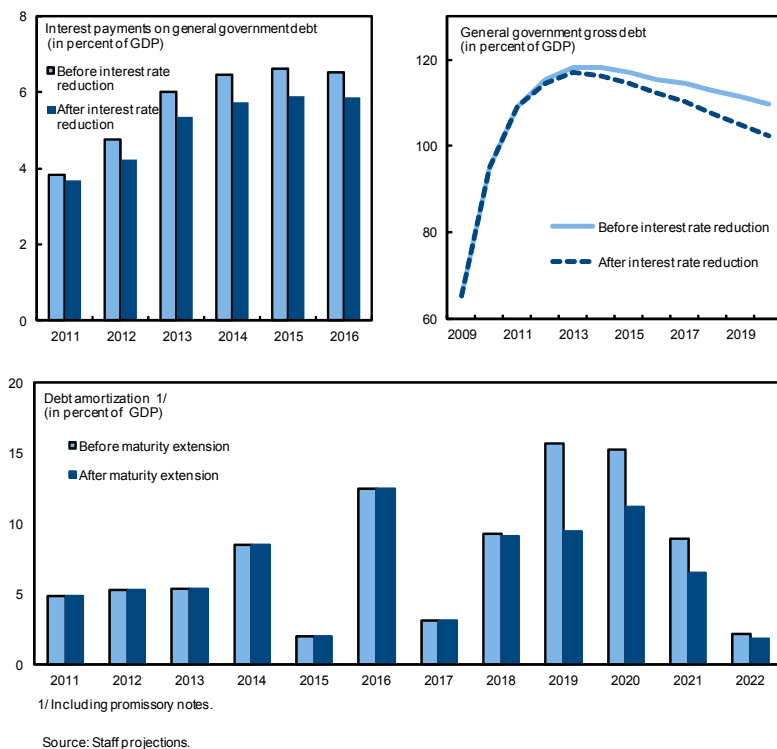 Interest payments on general government debt
(in percent of GDP)
Before interest rate
reduction
After interest rate
reduction
8
6
4
2
0
2011 2012 2013 2014 2015 2016
General government gross debt
(in percent of GDP)
120
100
80
60
Before interest rate reduction
After interest rate reduction
2009 2011 2013 2015 2017 2019
Debt amortization 1/
(in percent of GDP)
Before maturity extension
After maturity extension
20
15
10
5
0
2011 2012 2013 2014 2015 2016 2017 2018 2019 2020 2021 2022
1/ Including promissory notes.
Source: Staff projections.